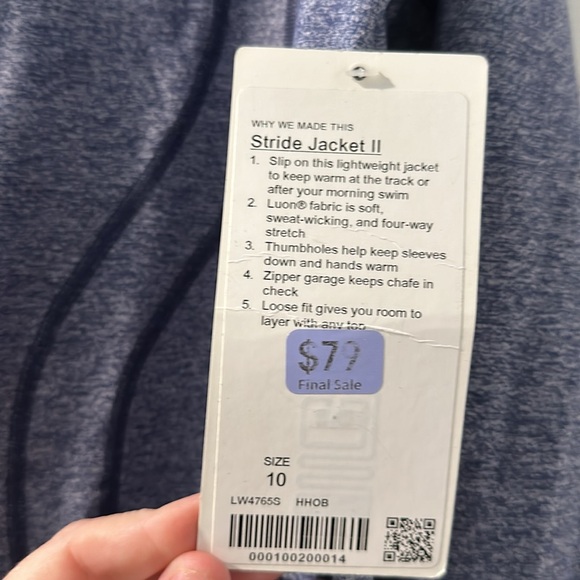 WHY WE MADE THIS
Stride Jacket II
1. Slip on this lightweight jacket
to keep warm at the track or
after your morning swim
2. Luon® fabric is soft,
sweat-wicking, and four-way
stretch
3. Thumbholes help keep sleeves
down and hands warm
4. Zipper garage keeps chafe in
check
5. Loose fit gives you room to
layer with any top
$79
Final Sale
SIZE
10
LW4765S HHOB
000100200014